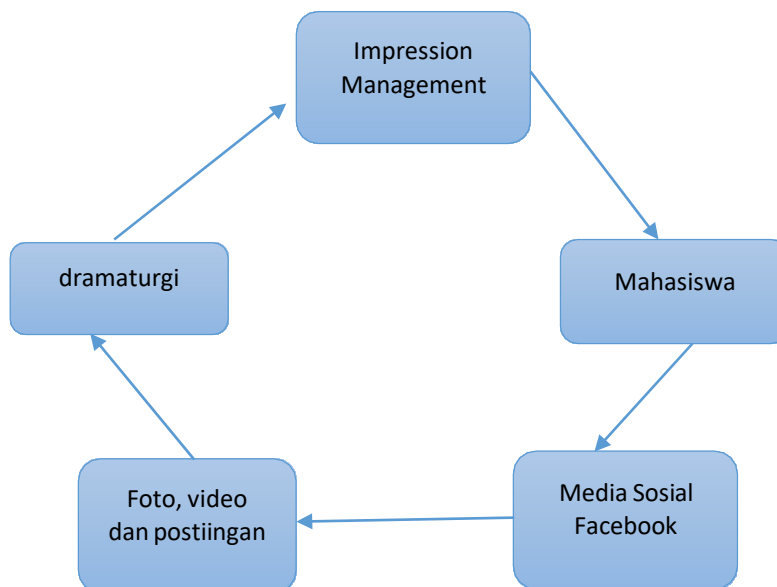 Impression
Management
dramaturgi
Mahasiswa
Foto, video
dan postiingan
Media Sosial
Facebook